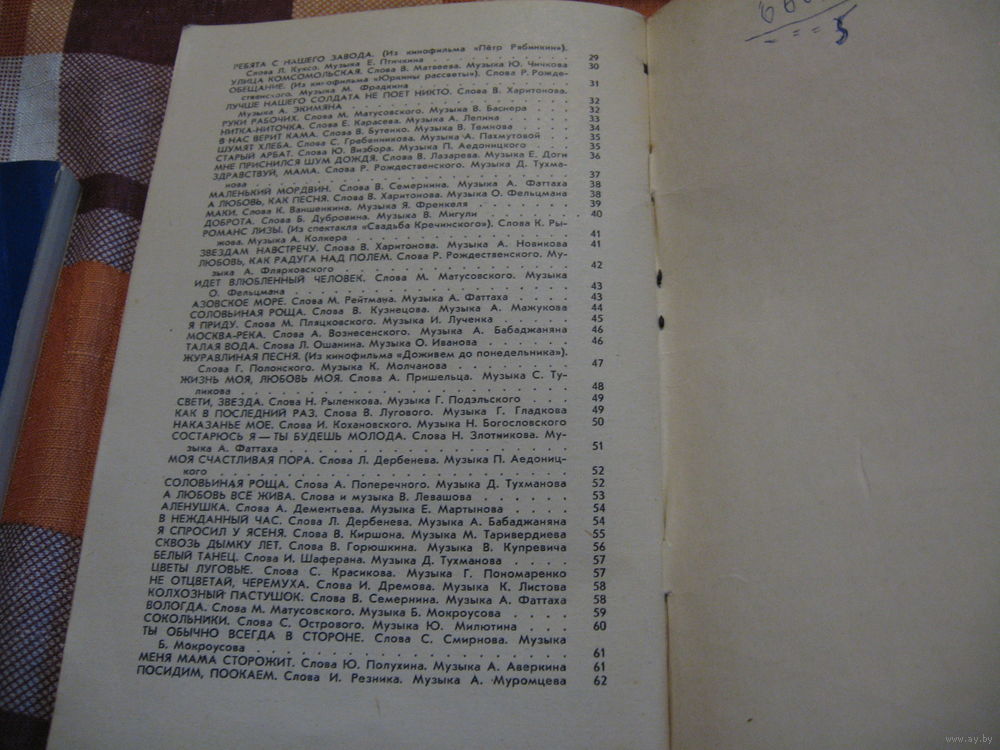 РЕБЯТА С НАШЕГО ЗАВОДА. (Из кинофильма «Пётр Рябинкин»).
Слова Л. Куксо. Музыка Е. Птичкина . . . . . . . 29
УЛИЦА КОМСОМОЛЬСКАЯ. Слова В. Матвеева. Музыка Ю. Чичкова 30
ОБЕЩАНИЕ. (Из кинофильма «Юркины рассветы»). Слова Р. Рожде-
ственского. Музыка М. Фрадкина . . . . . . . 31
ЛУЧШЕ НАШЕГО СОЛДАТА НЕ ПОЕТ НИКТО. Слова В. Харитонова.
Музыка А. ЭКИМЯНА . . . . . . . 32
РУКИ РАБОЧИХ. Слова М. Матусовского. Музыка В. Баснера . 32
НИТКА-НИТОЧКА. Слова Е. Карасева. Музыка А. Лепина . . . 33
В НАС ВЕРИТ КАМА. Слова В. Бутенко. Музыка В. Темнова . . 34
ШУМЯТ ХЛЕБА. Слова С. Гребенникова. Музыка А. Пахмутовой . . 35
СТАРЫЙ АРБАТ. Слова Ю. Визбора. Музыка П. Аедоницкого . . 35
МНЕ ПРИСНИЛСЯ ШУМ ДОЖДЯ. Слова В. Лазарева. Музыка Е. Доги 36
ЗДРАВСТВУЙ, МАМА. Слова Р. Рождественского. Музыка Д. Тухма-
нова . . . . . . . 37
МАЛЕНЬКИЙ МОРДВИН. Слова В. Семернина. Музыка А. Фаттаха 38
А ЛЮБОВЬ, КАК ПЕСНЯ. Слова В. Харитонова. Музыка О. Фельцмана 38
МАКИ. Слова К. Ваншенкина. Музыка Я. Френкеля . . . . 39
ДОБРОТА. Слова Б. Дубровина. Музыка В. Мигули . . . . . 40
РОМАНС ЛИЗЫ. (Из спектакля «Свадьба Кречинского»). Слова К. Ры-
жова. Музыка А. Колкера . . . . . . . 41
ЗВЕЗДАМ НАВСТРЕЧУ. Слова В. Харитонова. Музыка А. Новикова 41
ЛЮБОВЬ, КАК РАДУГА НАД ПОЛЕМ. Слова Р. Рождественского. Му-
зыка А. Флярковского . . . . . . . 42
ИДЕТ ВЛЮБЛЕННЫЙ ЧЕЛОВЕК. Слова М. Матусовского. Музыка
О. Фельцмана . . . . . . . 43
АЗОВСКОЕ МОРЕ. Слова М. Рейтмана. Музыка А. Фаттаха . . . 43
СОЛОВЬИНАЯ РОЩА. Слова В. Кузнецова. Музыка А. Мажукова 44
Я ПРИДУ. Слова М. Пляцковского. Музыка И. Лученка . . . 45
МОСКВА-РЕКА. Слова А. Вознесенского. Музыка А. Бабаджаняна 46
ТАЛАЯ ВОДА. Слова Л. Ошанина. Музыка О. Иванова . . . 46
ЖУРАВЛИНАЯ ПЕСНЯ. (Из кинофильма «Доживем до понедельника»).
Слова Г. Полонского. Музыка К. Молчанова . . . . . 47
ЖИЗНЬ МОЯ, ЛЮБОВЬ МОЯ. Слова А. Пришельца. Музыка С. Ту-
ликова . . . . . . . 48
СВЕТИ, ЗВЕЗДА. Слова Н. Рыленкова. Музыка Г. Подэльского . . 49
КАК В ПОСЛЕДНИЙ РАЗ. Слова В. Лугового. Музыка Г. Гладкова 49
НАКАЗАНЬЕ МОЕ. Слова И. Кохановского. Музыка Н. Богословского 50
СОСТАРЮСЬ Я — ТЫ БУДЕШЬ МОЛОДА. Слова Н. Злотникова. Му-
зыка А. Фаттаха . . . . . . . 51
МОЯ СЧАСТЛИВАЯ ПОРА. Слова Л. Дербенева. Музыка П. Аедониц-
кого . . . . . . . 52
СОЛОВЬИНАЯ РОЩА. Слова А. Поперечного. Музыка Д. Тухманова 52
А ЛЮБОВЬ ВСЕ ЖИВА. Слова и музыка В. Левашова . . . . 53
АЛЕНУШКА. Слова А. Дементьева. Музыка Е. Мартынова . . . 54
В НЕЖДАННЫЙ ЧАС. Слова Л. Дербенева. Музыка А. Бабаджаняна 54
Я СПРОСИЛ У ЯСЕНЯ. Слова В. Киршона. Музыка М. Таривердиева 55
СКВОЗЬ ДЫМКУ ЛЕТ. Слова В. Горюшкина. Музыка В. Купревича 56
БЕЛЫЙ ТАНЕЦ. Слова И. Шаферана. Музыка Д. Тухманова . . 57
ЦВЕТЫ ЛУГОВЫЕ. Слова С. Красикова. Музыка Г. Пономаренко 57
НЕ ОТЦВЕТАЙ, ЧЕРЕМУХА. Слова И. Дремова. Музыка К. Листова 58
КОЛХОЗНЫЙ ПАСТУШОК. Слова В. Семернина. Музыка А. Фаттаха 58
ВОЛОГДА. Слова М. Матусовского. Музыка Б. Мокроусова . . . 59
СОКОЛЬНИКИ. Слова С. Острового. Музыка Ю. Милютина . . . 60
ТЫ ОБЫЧНО ВСЕГДА В СТОРОНЕ. Слова С. Смирнова. Музыка
Б. Мокроусова . . . . . . . 61
МЕНЯ МАМА СТОРОЖИТ. Слова Ю. Полухина. Музыка А. Аверкина 61
ПОСИДИМ, ПООКАЕМ. Слова И. Резника. Музыка А. Муромцева 62
www.ay.by